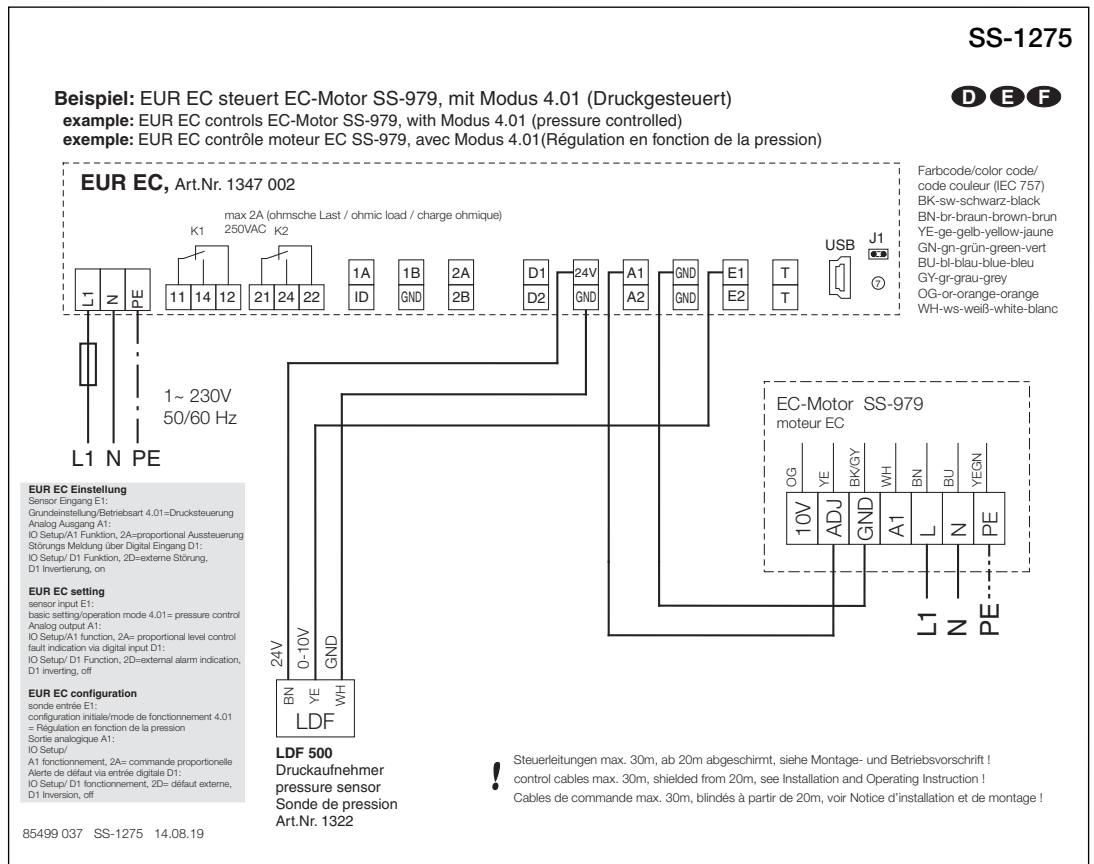 SS-1275
Beispiel: EUR EC steuert EC-Motor SS-979, mit Modus 4.01 (Druckgesteuert)
D E F
example: EUR EC controls EC-Motor SS-979, with Modus 4.01 (pressure controlled)
exemple: EUR EC contrôle moteur EC SS-979, avec Modus 4.01(Régulation en fonction de la pression)
EUR EC, Art.Nr. 1347 002
max 2A (ohmsche Last / ohmic load / charge ohmique)
250VAC
K1
K2
L1 N PE
11 14 12
21 24 22
1A
ID
1B
GND
2A
2B
D1
D2
24V
GND
A1
A2
GND
GND
E1
E2
T
T
USB
J1
7
Farbcode/color code/
code couleur (IEC 757)
BK-sw-schwarz-black
BN-br-braun-brown-brun
YE-ge-gelb-yellow-jaune
GN-gn-grün-green-vert
BU-bl-blau-blue-bleu
GY-gr-grau-grey
OG-or-orange-orange
WH-ws-weiß-white-blanc
1~ 230V
50/60 Hz
L1 N PE
EC-Motor SS-979
moteur EC
OG YE BK/GY WH BN BU YEGN
10V ADJ GND A1 L N PE
L1 N PE
EUR EC Einstellung
Sensor Eingang E1:
Grundeinstellung/Betriebsart 4.01=Drucksteuerung
Analog Ausgang A1:
IO Setup/A1 Funktion, 2A=proportional Aussteuerung
Störungs Meldung über Digital Eingang D1:
IO Setup/ D1 Funktion, 2D=externe Störung,
D1 Invertierung, on
EUR EC setting
sensor input E1:
basic setting/operation mode 4.01= pressure control
Analog output A1:
IO Setup/A1 function, 2A= proportional level control
fault indication via digital input D1:
IO Setup/ D1 Function, 2D=external alarm indication,
D1 inverting, off
EUR EC configuration
sonde entrée E1:
configuration initiale/mode de fonctionnement 4.01
= Régulation en fonction de la pression
Sortie analogique A1:
IO Setup/
A1 fonctionnement, 2A= commande proportionelle
Alerte de défaut via entrée digitale D1:
IO Setup/ D1 fonctionnement, 2D= défaut externe,
D1 Inversion, off
24V 0-10V GND
BN YE WH
LDF
LDF 500
Druckaufnehmer
pressure sensor
Sonde de pression
Art.Nr. 1322
!
Steuerleitungen max. 30m, ab 20m abgeschirmt, siehe Montage- und Betriebsvorschrift !
control cables max. 30m, shielded from 20m, see Installation and Operating Instruction !
Cables de commande max. 30m, blindés à partir de 20m, voir Notice d'installation et de montage !
85499 037 SS-1275 14.08.19